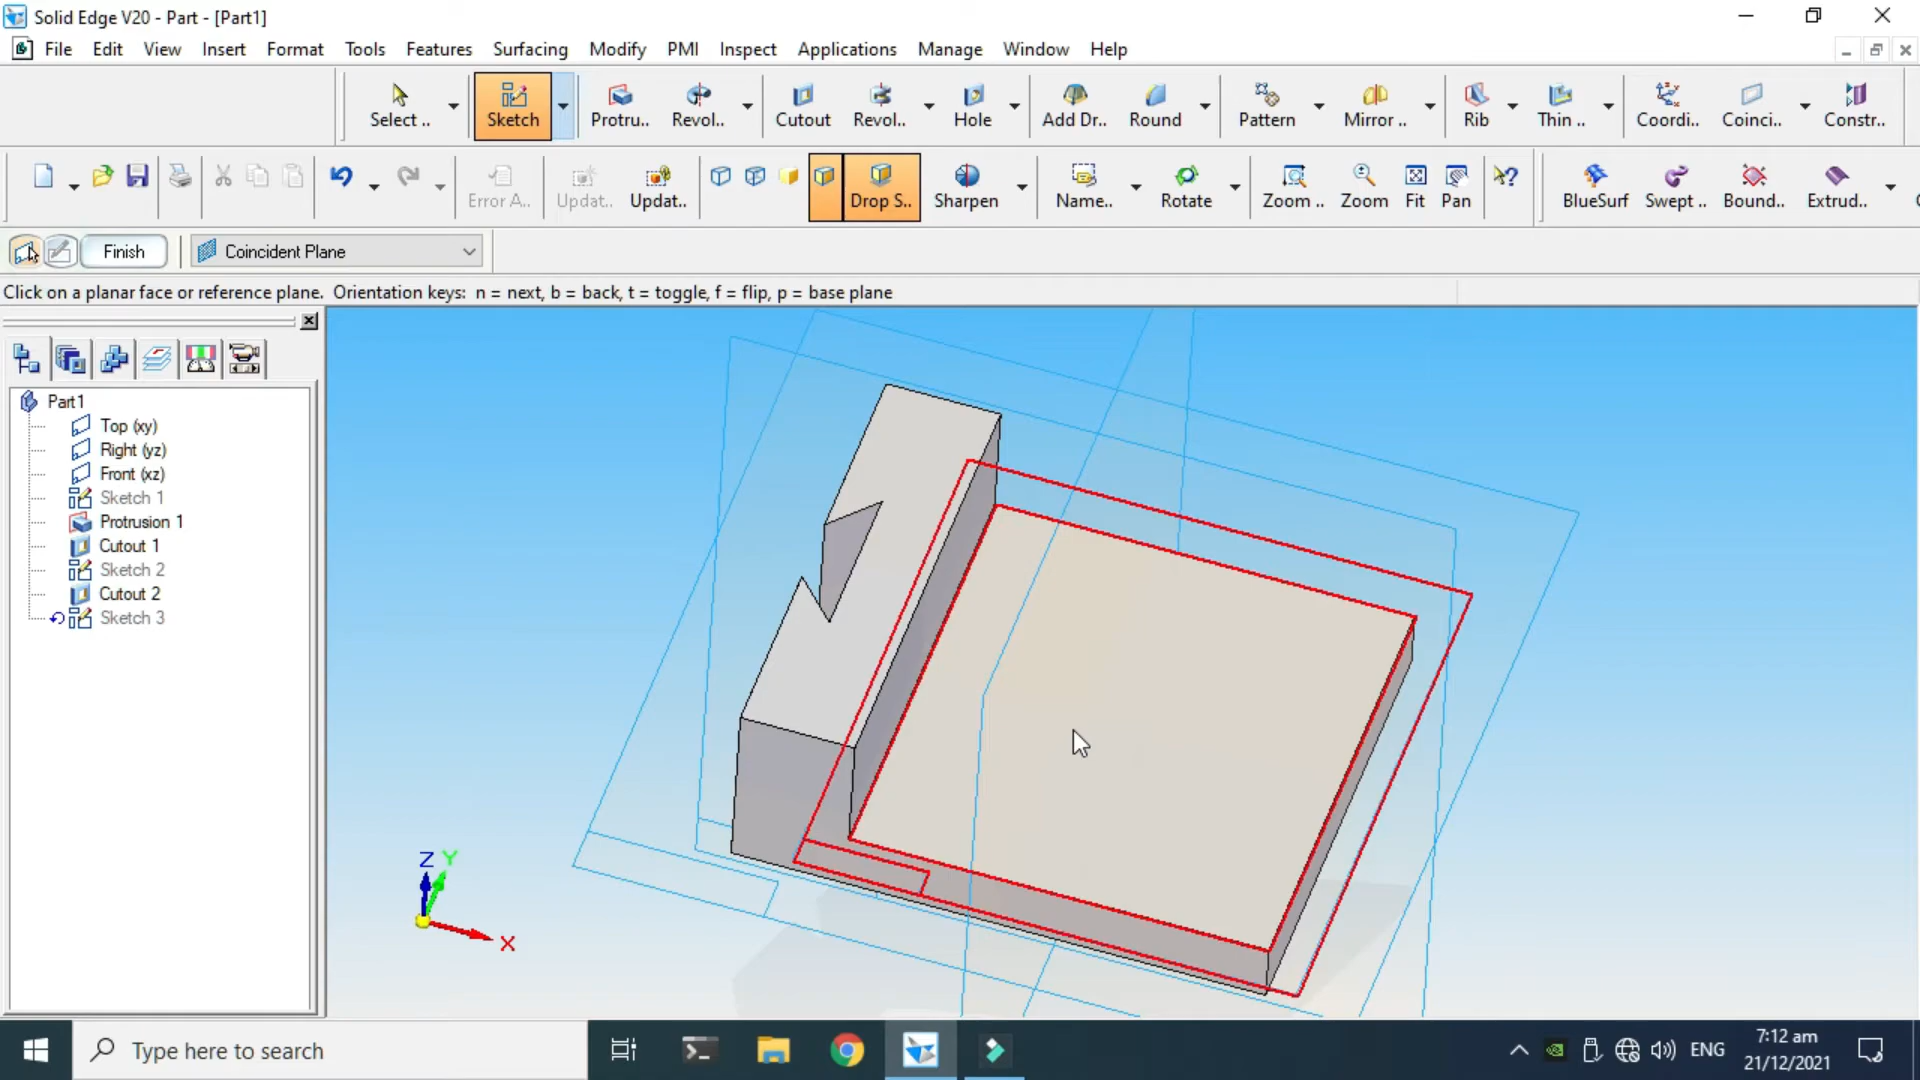 Solid Edge V20 - Part - [Part1]
File Edit View Insert Format Tools Features Surfacing Modify PMI Inspect Applications Manage Window Help
Select .. Sketch Protru.. Revol.. Cutout Revol.. Hole Add Dr.. Round Pattern Mirror .. Rib Thin .. Coordi.. Coinci.. Constr..
Error A.. Updat.. Updat.. Drop S.. Sharpen Name.. Rotate Zoom .. Zoom Fit Pan BlueSurf Swept .. Bound.. Extrud..
Finish Coincident Plane
Click on a planar face or reference plane. Orientation keys: n = next, b = back, t = toggle, f = flip, p = base plane
Part1
Top (xy)
Right (yz)
Front (xz)
Sketch 1
Protrusion 1
Cutout 1
Sketch 2
Cutout 2
Sketch 3
Z Y
X
Type here to search
ENG
7:12 am
21/12/2021